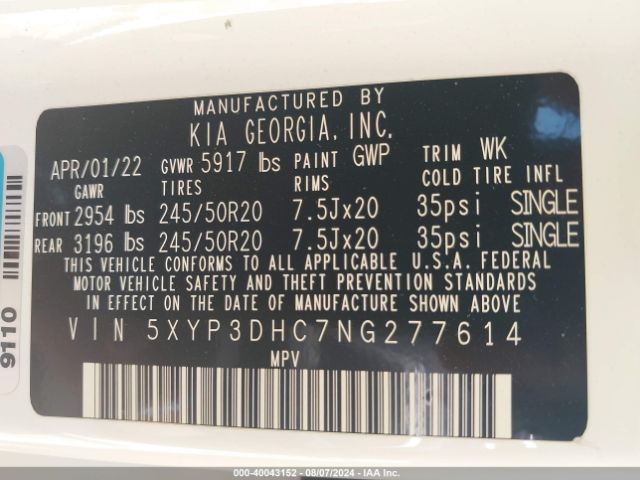 MANUFACTURED BY
KIA GEORGIA, INC.
APR/01/22 GVWR 5917 lbs PAINT GWP TRIM WK
GAWR TIRES RIMS COLD TIRE INFL
FRONT 2954 lbs 245/50R20 7.5Jx20 35psi SINGLE
REAR 3196 lbs 245/50R20 7.5Jx20 35psi SINGLE
THIS VEHICLE CONFORMS TO ALL APPLICABLE U.S.A. FEDERAL
MOTOR VEHICLE SAFETY AND THEFT PREVENTION STANDARDS
IN EFFECT ON THE DATE OF MANUFACTURE SHOWN ABOVE
VIN 5XYP3DHC7NG277614
MPV
9110
000-40043152 - 08/07/2024 - IAA Inc.